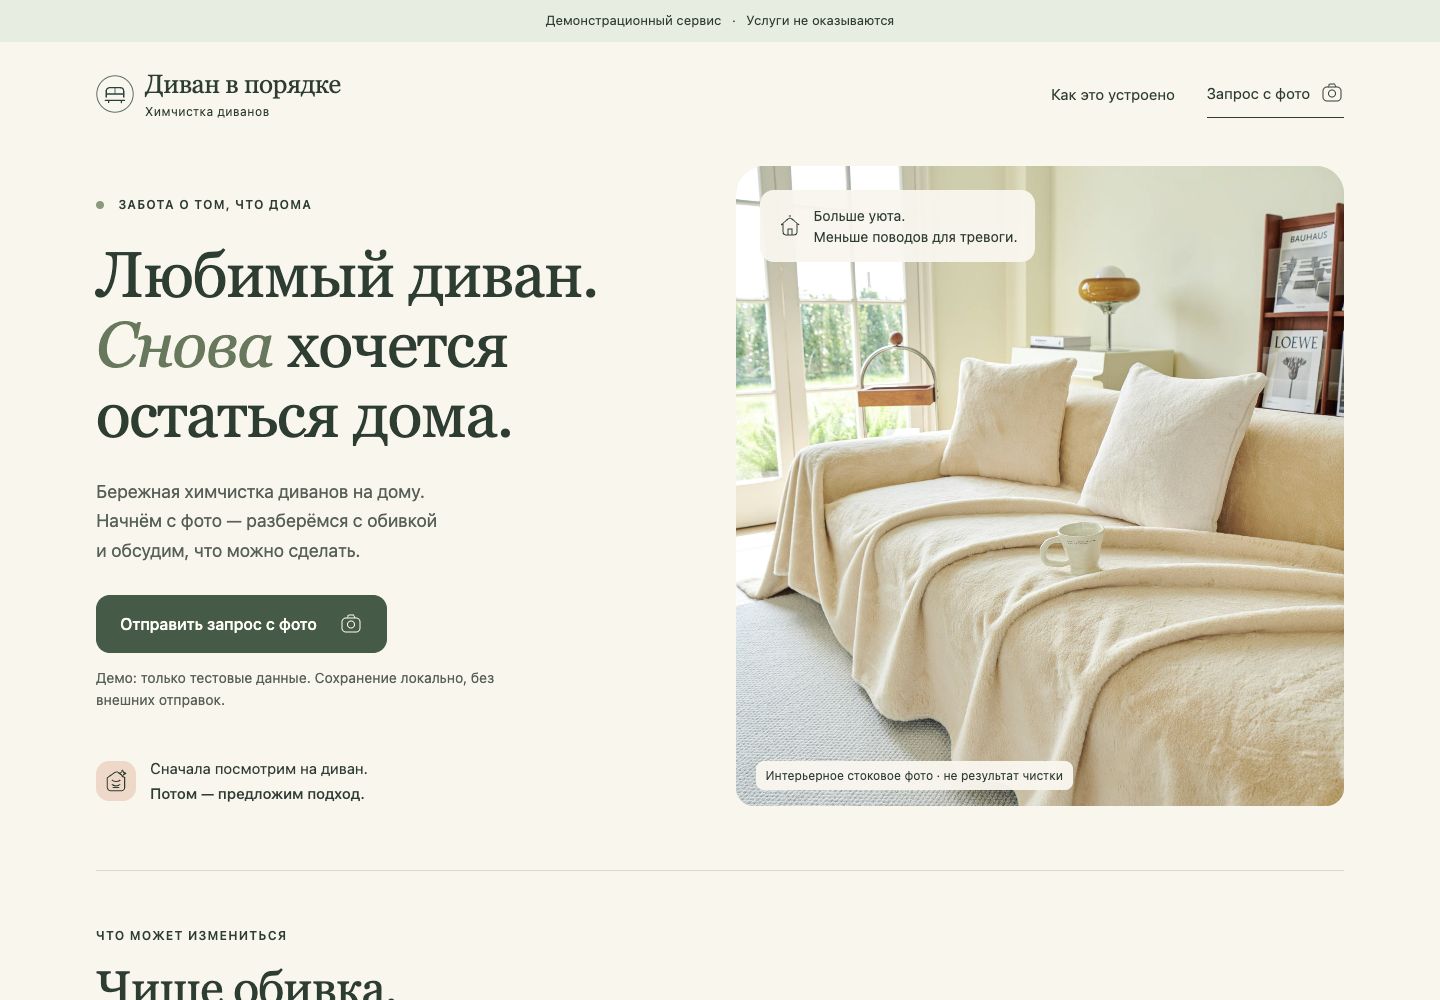 Демонстрационный сервис · Услуги не оказываются
Диван в порядке
Химчистка диванов
Как это устроено
Запрос с фото
ЗАБОТА О ТОМ, ЧТО ДОМА
Любимый диван.
Снова хочется
остаться дома.
Бережная химчистка диванов на дому.
Начнём с фото — разберёмся с обивкой
и обсудим, что можно сделать.
Отправить запрос с фото
Демо: только тестовые данные. Сохранение локально, без
внешних отправок.
Сначала посмотрим на диван.
Потом — предложим подход.
Больше уюта.
Меньше поводов для тревоги.
BAUHAUS
LOEWE
Интерьерное стоковое фото · не результат чистки
ЧТО МОЖЕТ ИЗМЕНИТЬСЯ
Чище обивка.